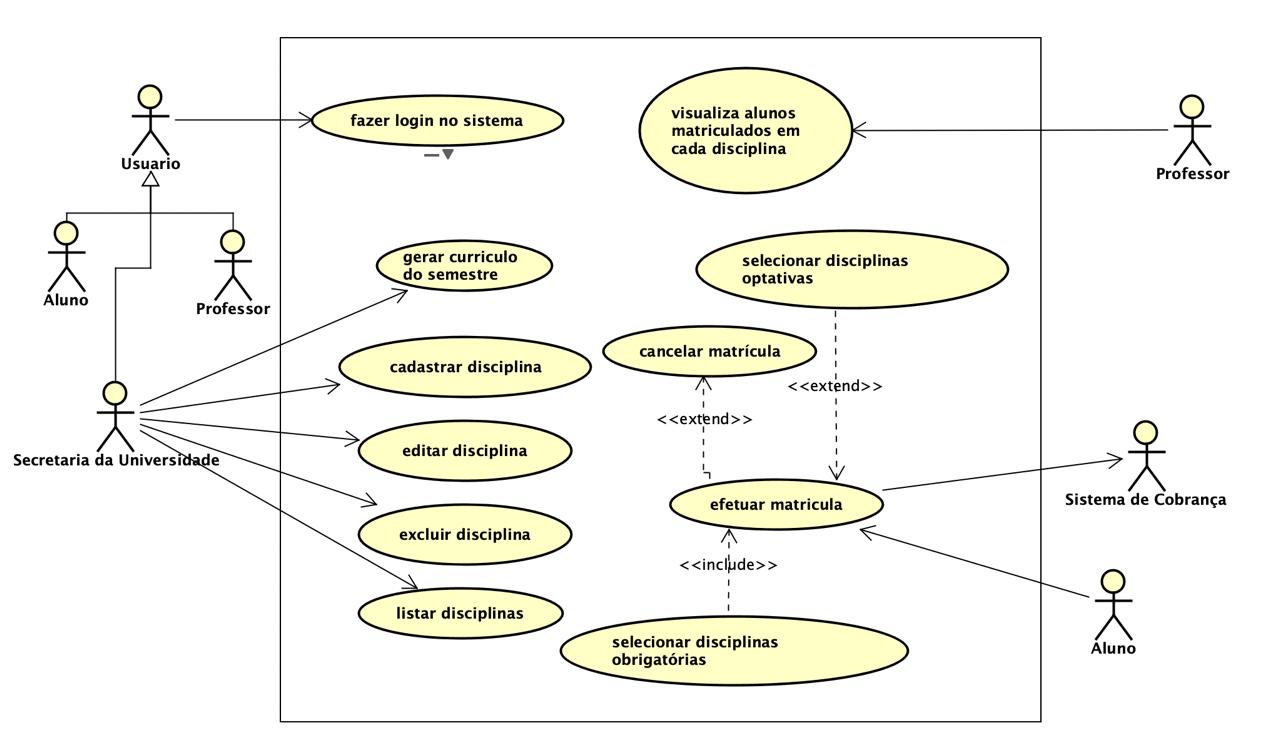 Usuario
fazer login no sistema
visualiza alunos
matriculados em
cada disciplina
Professor
Aluno
Professor
gerar curriculo
do semestre
selecionar disciplinas
optativas
cadastrar disciplina
cancelar matrícula
<<extend>>
<<extend>>
Secretaria da Universidade
editar disciplina
efetuar matricula
Sistema de Cobrança
excluir disciplina
<<include>>
listar disciplinas
selecionar disciplinas
obrigatórias
Aluno